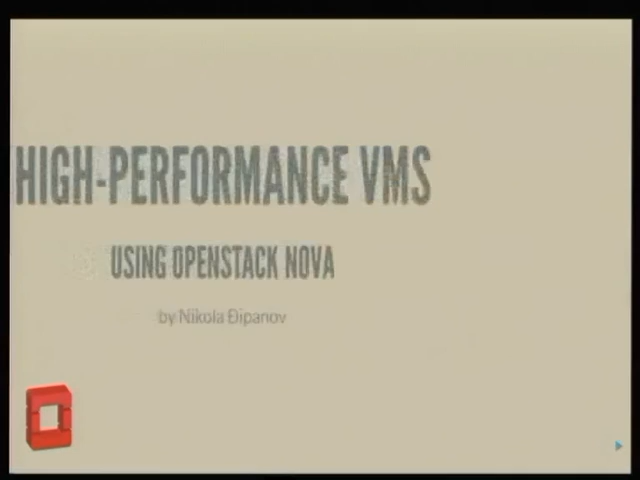 HIGH-PERFORMANCE VMS
USING OPENSTACK NOVA
by Nikola Đipanov